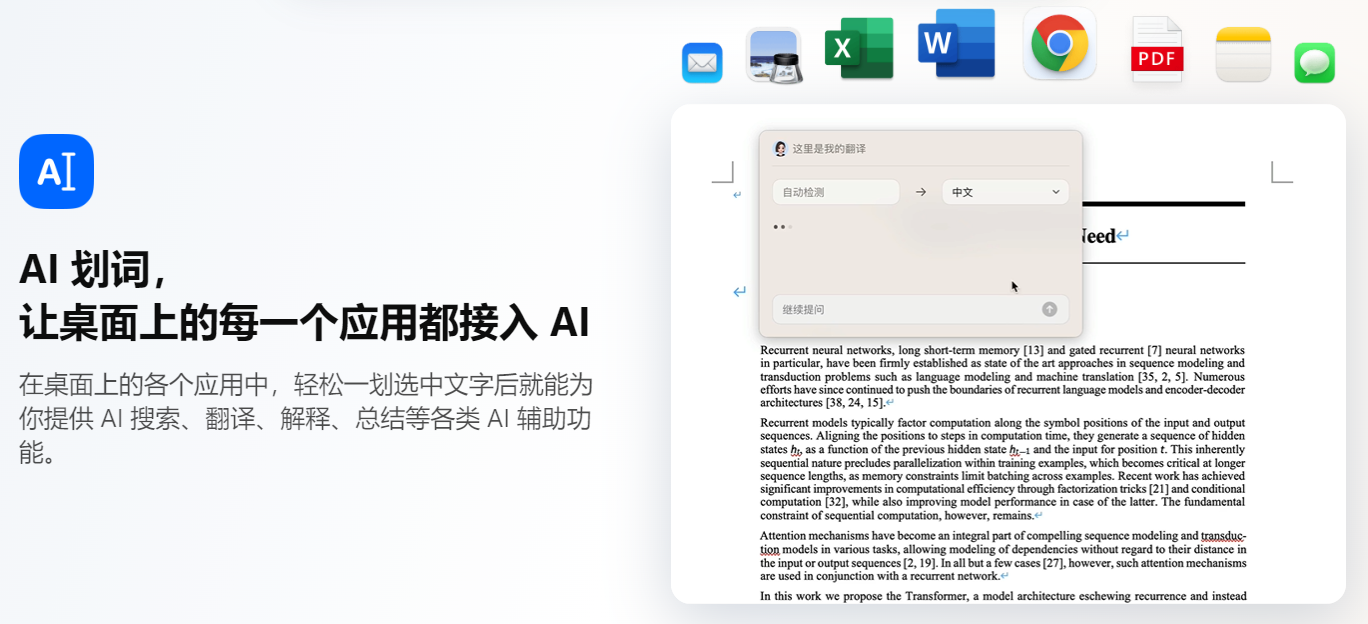 X
W
PDF
AI
AI 划词，
让桌面上的每一个应用都接入 AI
在桌面上的各个应用中，轻松一划选中文字后就能为
你提供 AI 搜索、翻译、解释、总结等各类 AI 辅助功
能。
这里是我的翻译
自动检测 → 中文
Need↵
继续提问
Recurrent neural networks, long short-term memory [13] and gated recurrent [7] neural networks
in particular, have been firmly established as state of the art approaches in sequence modeling and
transduction problems such as language modeling and machine translation [35, 2, 5]. Numerous
efforts have since continued to push the boundaries of recurrent language models and encoder-decoder
architectures [38, 24, 15].↵
Recurrent models typically factor computation along the symbol positions of the input and output
sequences. Aligning the positions to steps in computation time, they generate a sequence of hidden
states hₜ, as a function of the previous hidden state hₜ₋₁ and the input for position t. This inherently
sequential nature precludes parallelization within training examples, which becomes critical at longer
sequence lengths, as memory constraints limit batching across examples. Recent work has achieved
significant improvements in computational efficiency through factorization tricks [21] and conditional
computation [32], while also improving model performance in case of the latter. The fundamental
constraint of sequential computation, however, remains.↵
Attention mechanisms have become an integral part of compelling sequence modeling and transduc-
tion models in various tasks, allowing modeling of dependencies without regard to their distance in
the input or output sequences [2, 19]. In all but a few cases [27], however, such attention mechanisms
are used in conjunction with a recurrent network.↵
In this work we propose the Transformer, a model architecture eschewing recurrence and instead